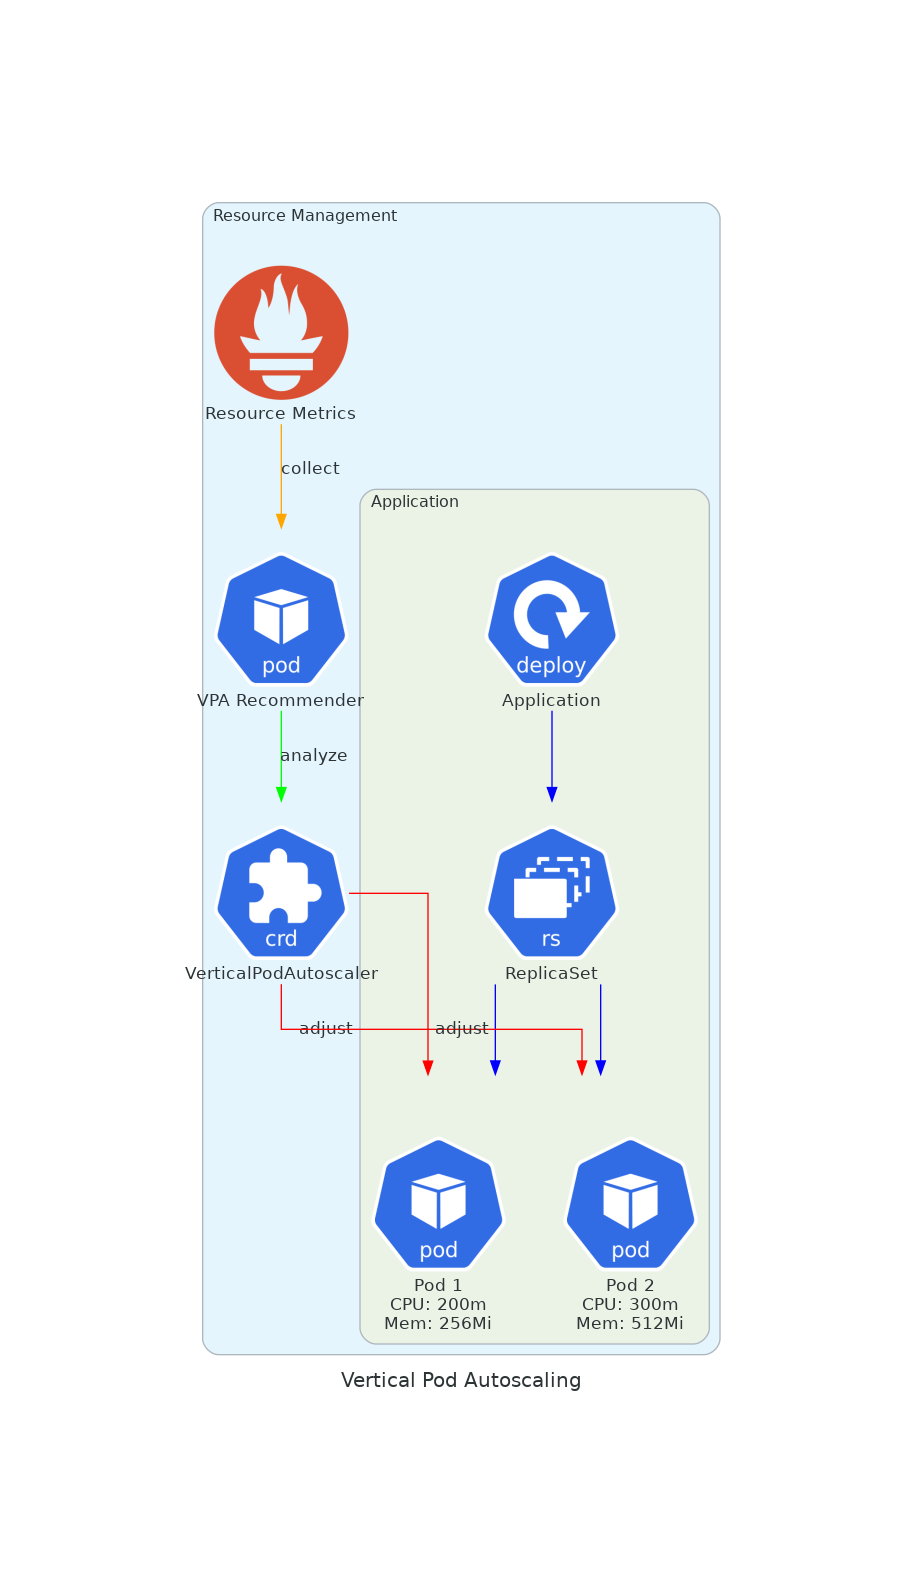 Resource Management
Resource Metrics
collect
Application
pod
VPA Recommender
deploy
Application
analyze
crd
VerticalPodAutoscaler
rs
ReplicaSet
adjust
adjust
pod
Pod 1
CPU: 200m
Mem: 256Mi
pod
Pod 2
CPU: 300m
Mem: 512Mi
Vertical Pod Autoscaling